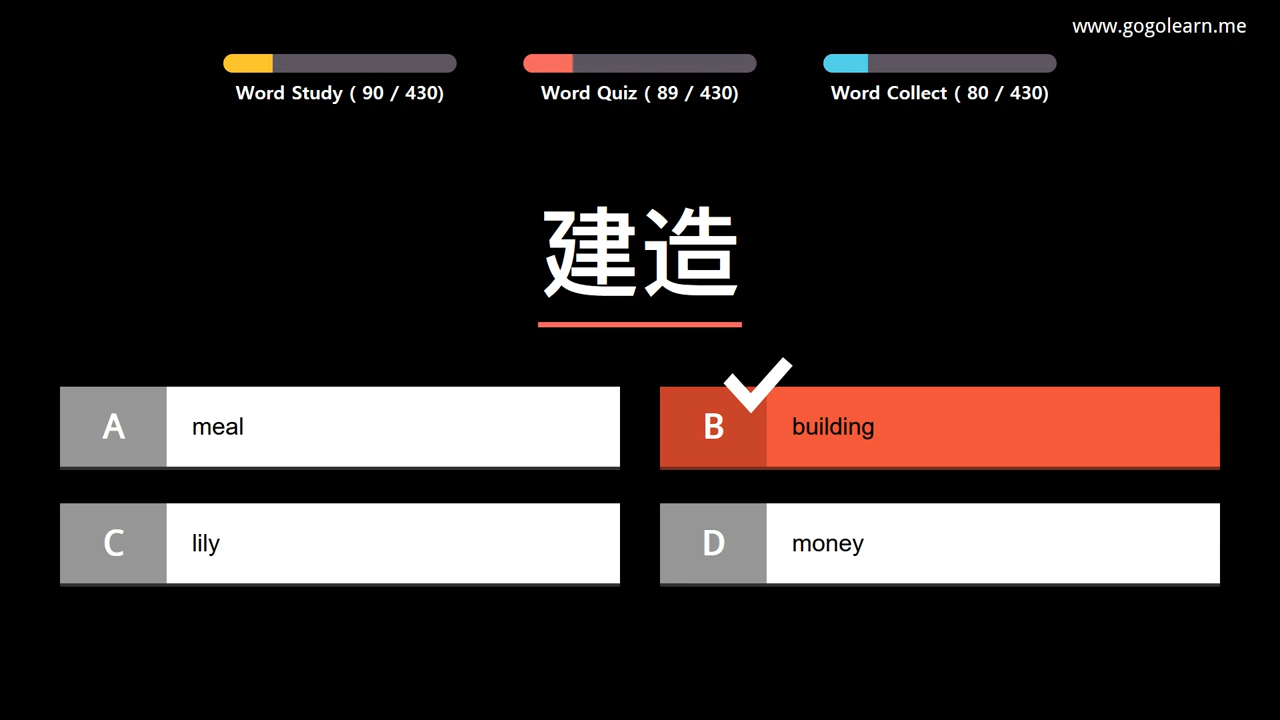 www.gogolearn.me
Word Study ( 90 / 430)
Word Quiz ( 89 / 430)
Word Collect ( 80 / 430)
建造
A meal
B building
C lily
D money